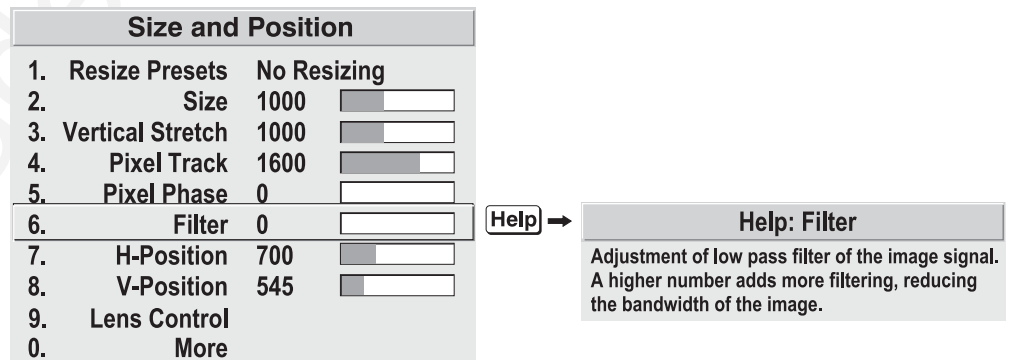 Size and Position
1. Resize Presets No Resizing
2. Size 1000
3. Vertical Stretch 1000
4. Pixel Track 1600
5. Pixel Phase 0
6. Filter 0
7. H-Position 700
8. V-Position 545
9. Lens Control
0. More
Help
Help: Filter
Adjustment of low pass filter of the image signal.
A higher number adds more filtering, reducing
the bandwidth of the image.